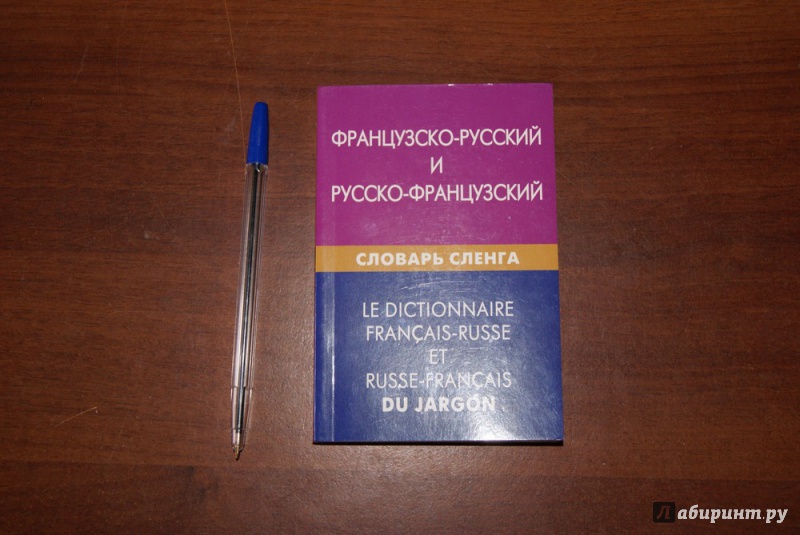 ФРАНЦУЗСКО-РУССКИЙ
И
РУССКО-ФРАНЦУЗСКИЙ
СЛОВАРЬ СЛЕНГА
LE DICTIONNAIRE
FRANÇAIS-RUSSE
ET
RUSSE-FRANÇAIS
DU JARGON
Лабиринт.ру